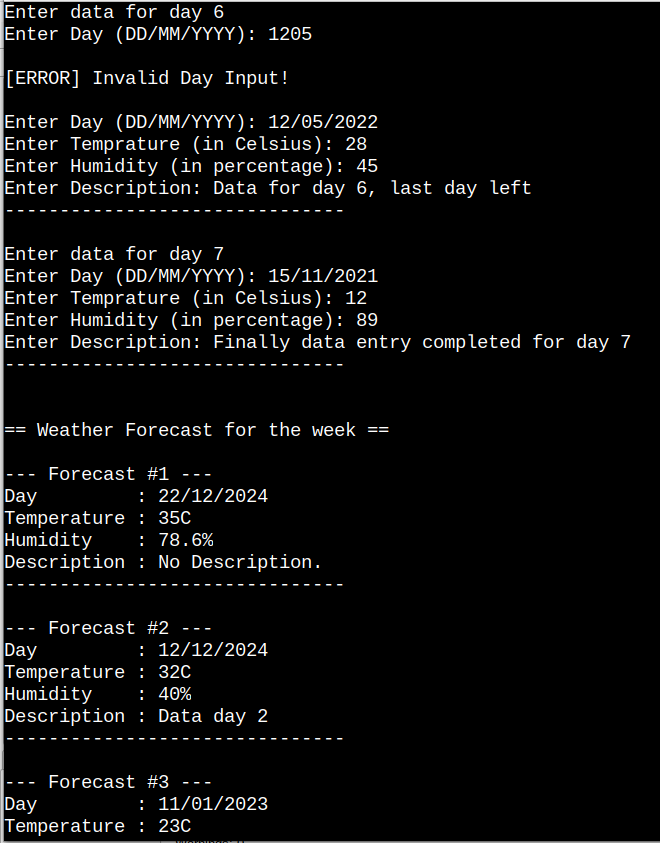 Enter data for day 6
Enter Day (DD/MM/YYYY): 1205
[ERROR] Invalid Day Input!
Enter Day (DD/MM/YYYY): 12/05/2022
Enter Temprature (in Celsius): 28
Enter Humidity (in percentage): 45
Enter Description: Data for day 6, last day left
-------------------------------
Enter data for day 7
Enter Day (DD/MM/YYYY): 15/11/2021
Enter Temprature (in Celsius): 12
Enter Humidity (in percentage): 89
Enter Description: Finally data entry completed for day 7
-------------------------------
== Weather Forecast for the week ==
--- Forecast #1 ---
Day         : 22/12/2024
Temperature : 35C
Humidity    : 78.6%
Description : No Description.
-------------------------------
--- Forecast #2 ---
Day         : 12/12/2024
Temperature : 32C
Humidity    : 40%
Description : Data day 2
-------------------------------
--- Forecast #3 ---
Day         : 11/01/2023
Temperature : 23C